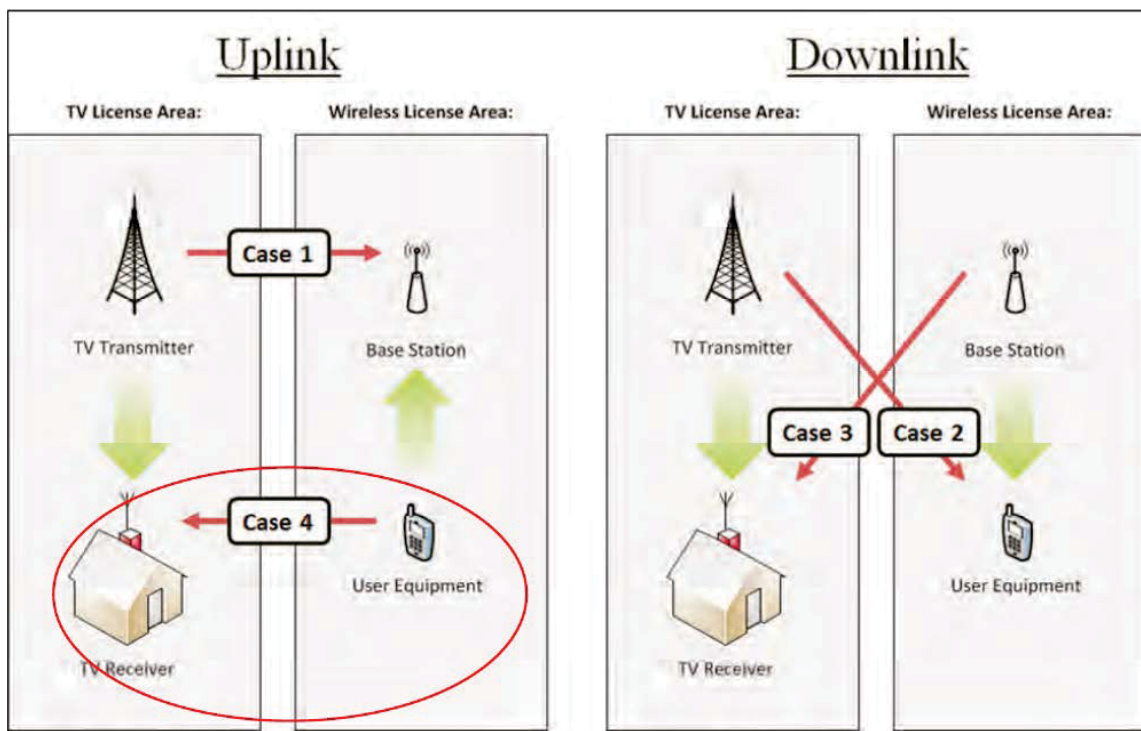 Uplink
Downlink
TV License Area:
Wireless License Area:
TV License Area:
Wireless License Area:
Case 1
TV Transmitter
Base Station
TV Transmitter
Base Station
Case 3
Case 2
Case 4
User Equipment
User Equipment
TV Receiver
TV Receiver